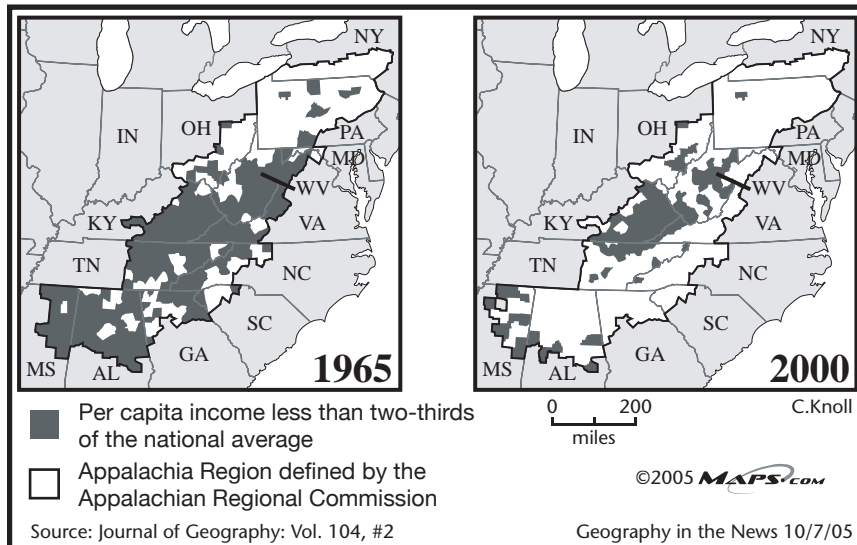 NY
IN
OH
PA
MD
WV
KY
VA
TN
NC
SC
MS
AL
GA
1965
NY
IN
OH
PA
MD
WV
KY
VA
TN
NC
SC
MS
AL
GA
2000
Per capita income less than two-thirds
of the national average
Appalachia Region defined by the
Appalachian Regional Commission
0 200
miles
C.Knoll
©2005 MAPS.COM
Source: Journal of Geography: Vol. 104, #2
Geography in the News 10/7/05